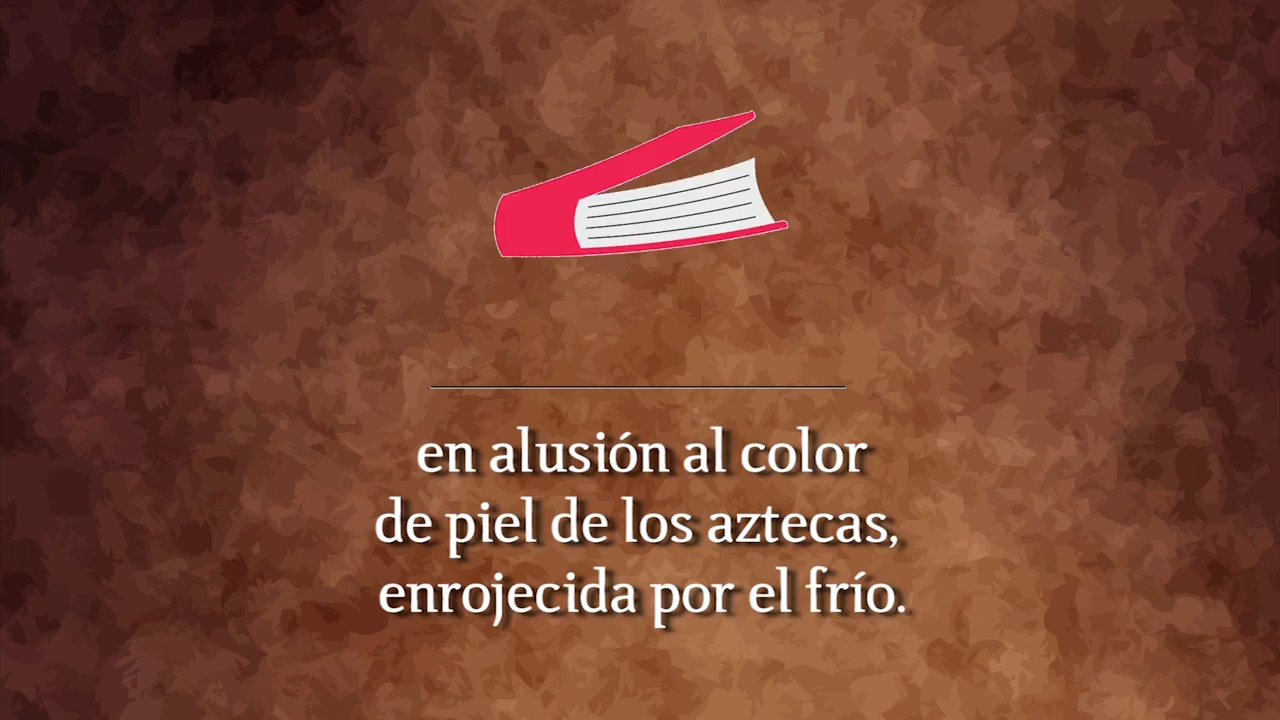 en alusión al color
de piel de los aztecas,
enrojecida por el frío.